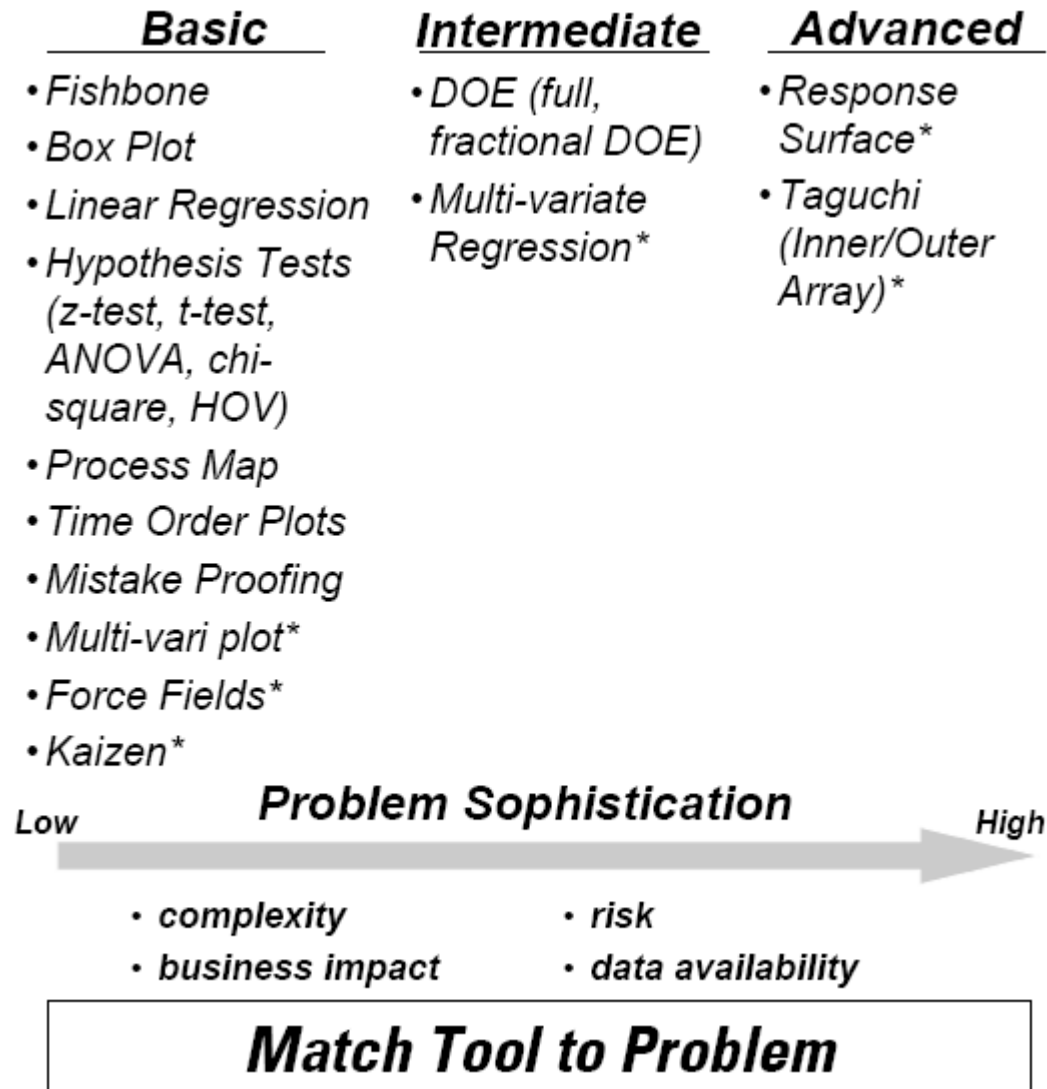 Basic
• Fishbone
• Box Plot
• Linear Regression
• Hypothesis Tests
(z-test, t-test,
ANOVA, chi-
square, HOV)
• Process Map
• Time Order Plots
• Mistake Proofing
• Multi-vari plot*
• Force Fields*
• Kaizen*
Intermediate
• DOE (full,
fractional DOE)
• Multi-variate
Regression*
Advanced
• Response
Surface*
• Taguchi
(Inner/Outer
Array)*
Problem Sophistication
Low
High
• complexity
• business impact
• risk
• data availability
Match Tool to Problem